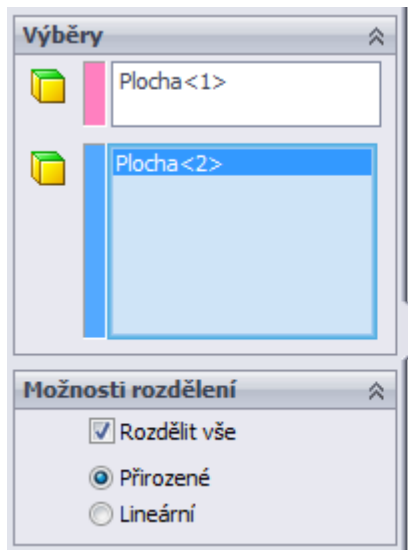 Výběry
Plocha<1>
Plocha<2>
Možnosti rozdělení
Rozdělit vše
Přirozené
Lineární